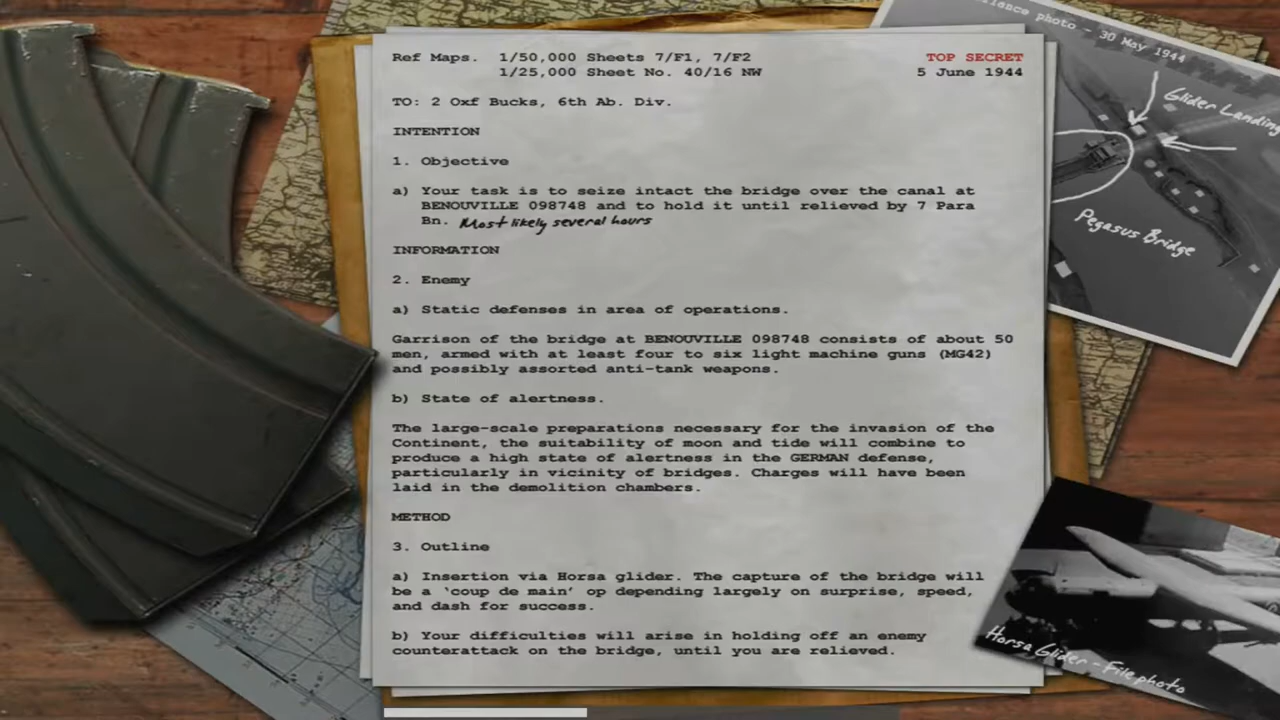 Ref Maps. 1/50,000 Sheets 7/F1, 7/F2
TOP SECRET
1/25,000 Sheet No. 40/16 NW
5 June 1944
TO: 2 Oxf Bucks, 6th Ab. Div.
INTENTION
1. Objective
a) Your task is to seize intact the bridge over the canal at
BENOUVILLE 098748 and to hold it until relieved by 7 Para
Bn. Most likely several hours
INFORMATION
2. Enemy
a) Static defenses in area of operations.
Garrison of the bridge at BENOUVILLE 098748 consists of about 50
men, armed with at least four to six light machine guns (MG42)
and possibly assorted anti-tank weapons.
b) State of alertness.
The large-scale preparations necessary for the invasion of the
Continent, the suitability of moon and tide will combine to
produce a high state of alertness in the GERMAN defense,
particularly in vicinity of bridges. Charges will have been
laid in the demolition chambers.
METHOD
3. Outline
a) Insertion via Horsa glider. The capture of the bridge will
be a 'coup de main' op depending largely on surprise, speed,
and dash for success.
b) Your difficulties will arise in holding off an enemy
counterattack on the bridge, until you are relieved.
photo - 30 May 1944
Glider Landing
Pegasus Bridge
Horsa Glider - File photo